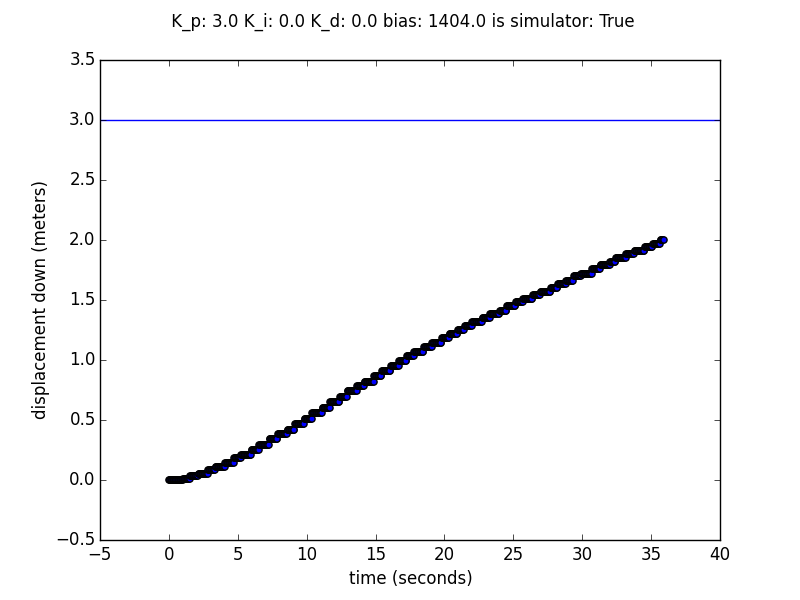 K_p: 3.0 K_i: 0.0 K_d: 0.0 bias: 1404.0 is simulator: True
3.5
3.0
2.5
2.0
1.5
1.0
0.5
0.0
−0.5
displacement down (meters)
−5 0 5 10 15 20 25 30 35 40
time (seconds)